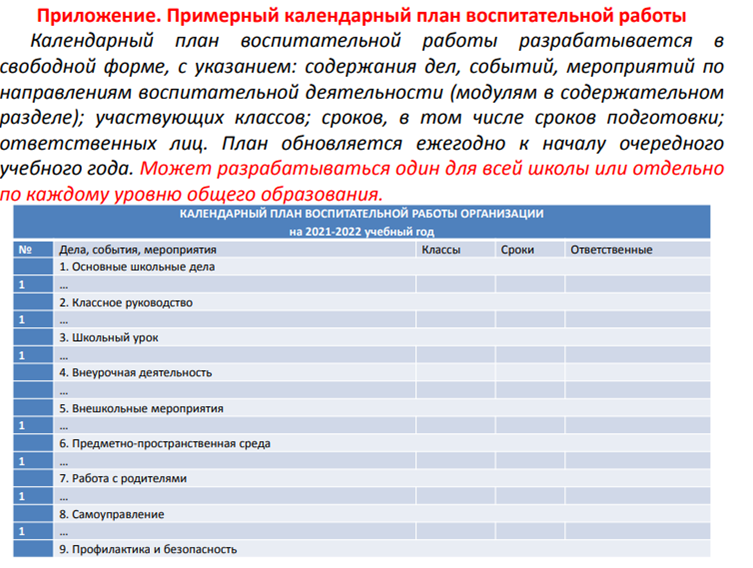 Приложение. Примерный календарный план воспитательной работы
Календарный план воспитательной работы разрабатывается в
свободной форме, с указанием: содержания дел, событий, мероприятий по
направлениям воспитательной деятельности (модулям в содержательном
разделе); участвующих классов; сроков, в том числе сроков подготовки;
ответственных лиц. План обновляется ежегодно к началу очередного
учебного года. Может разрабатываться один для всей школы или отдельно
по каждому уровню общего образования.
КАЛЕНДАРНЫЙ ПЛАН ВОСПИТАТЕЛЬНОЙ РАБОТЫ ОРГАНИЗАЦИИ
на 2021-2022 учебный год
№ Дела, события, мероприятия Классы Сроки Ответственные
1. Основные школьные дела
1 ...
2. Классное руководство
1 ...
3. Школьный урок
1 ...
4. Внеурочная деятельность
...
5. Внешкольные мероприятия
1 ...
6. Предметно-пространственная среда
1 ...
7. Работа с родителями
1 ...
8. Самоуправление
1 ...
9. Профилактика и безопасность